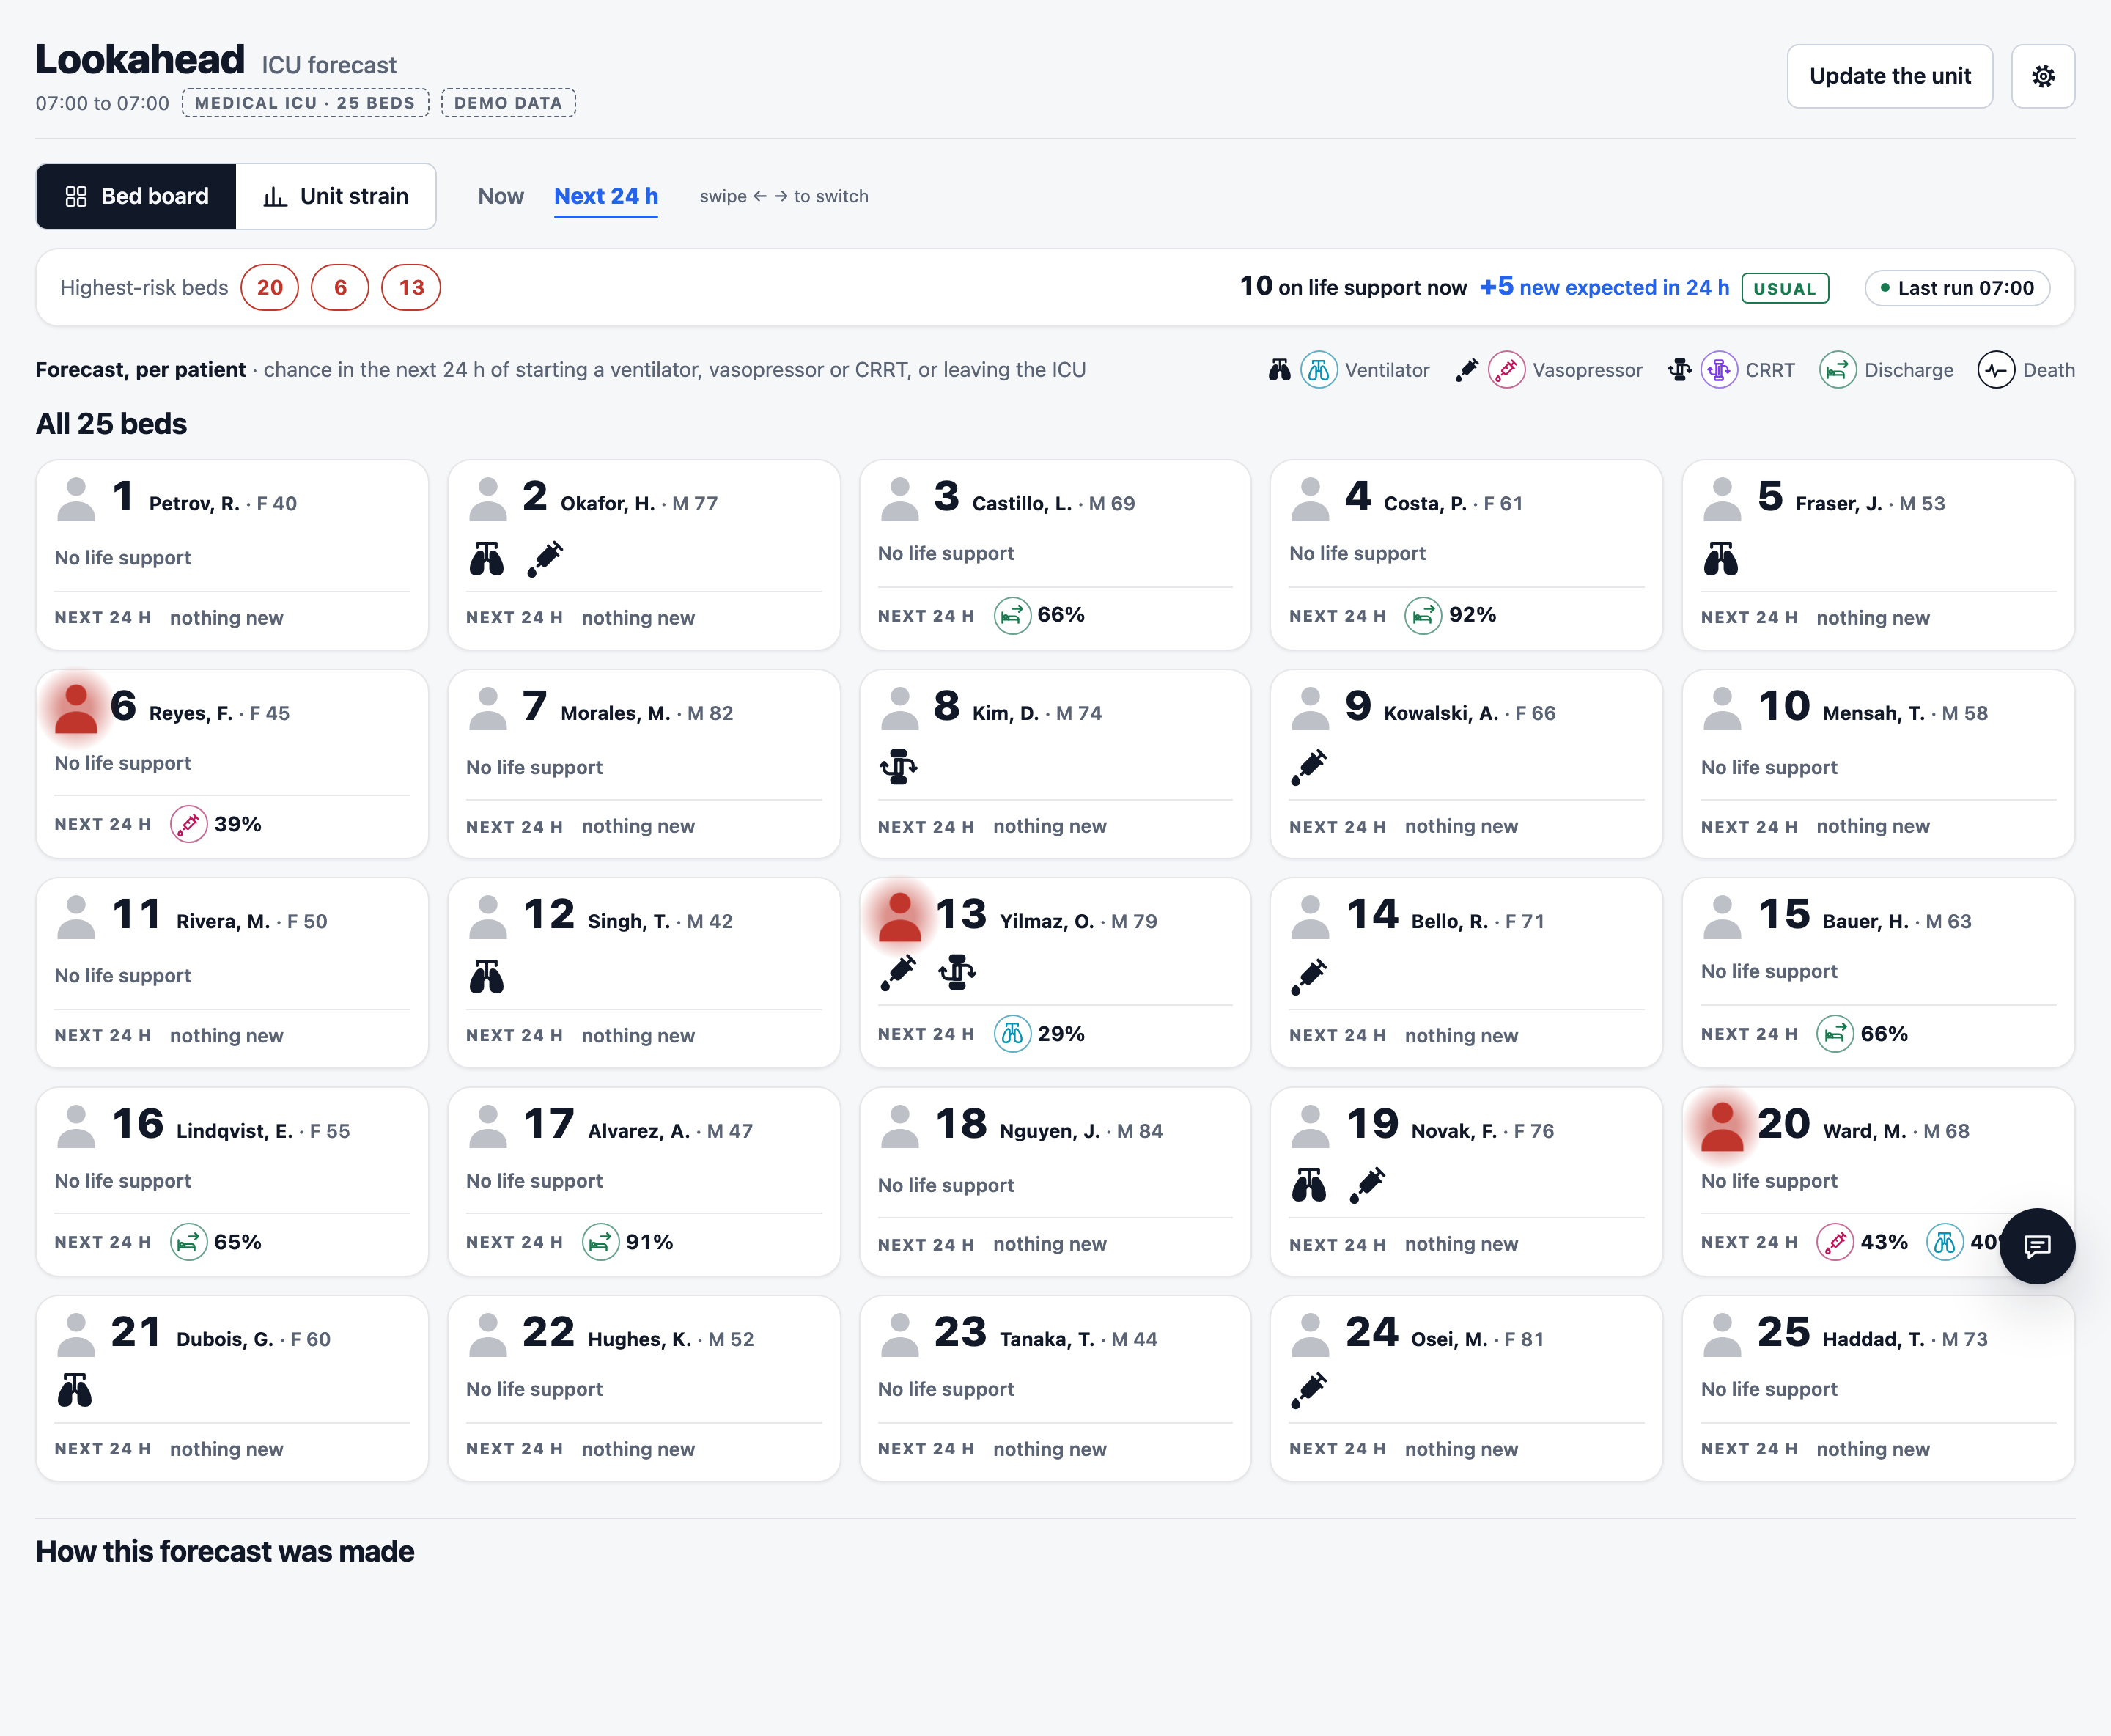 Lookahead ICU forecast
07:00 to 07:00 MEDICAL ICU · 25 BEDS DEMO DATA
Update the unit
Bed board Unit strain Now Next 24 h swipe ← → to switch
Highest-risk beds 20 6 13 10 on life support now +5 new expected in 24 h USUAL Last run 07:00
Forecast, per patient · chance in the next 24 h of starting a ventilator, vasopressor or CRRT, or leaving the ICU Ventilator Vasopressor CRRT Discharge Death
All 25 beds
1 Petrov, R. · F 40
No life support
NEXT 24 H nothing new
2 Okafor, H. · M 77
NEXT 24 H nothing new
3 Castillo, L. · M 69
No life support
NEXT 24 H 66%
4 Costa, P. · F 61
No life support
NEXT 24 H 92%
5 Fraser, J. · M 53
NEXT 24 H nothing new
6 Reyes, F. · F 45
No life support
NEXT 24 H 39%
7 Morales, M. · M 82
No life support
NEXT 24 H nothing new
8 Kim, D. · M 74
NEXT 24 H nothing new
9 Kowalski, A. · F 66
NEXT 24 H nothing new
10 Mensah, T. · M 58
No life support
NEXT 24 H nothing new
11 Rivera, M. · F 50
No life support
NEXT 24 H nothing new
12 Singh, T. · M 42
NEXT 24 H nothing new
13 Yilmaz, O. · M 79
NEXT 24 H 29%
14 Bello, R. · F 71
NEXT 24 H nothing new
15 Bauer, H. · M 63
No life support
NEXT 24 H 66%
16 Lindqvist, E. · F 55
No life support
NEXT 24 H 65%
17 Alvarez, A. · M 47
No life support
NEXT 24 H 91%
18 Nguyen, J. · M 84
No life support
NEXT 24 H nothing new
19 Novak, F. · F 76
NEXT 24 H nothing new
20 Ward, M. · M 68
No life support
NEXT 24 H 43%
21 Dubois, G. · F 60
NEXT 24 H nothing new
22 Hughes, K. · M 52
No life support
NEXT 24 H nothing new
23 Tanaka, T. · M 44
No life support
NEXT 24 H nothing new
24 Osei, M. · F 81
NEXT 24 H nothing new
25 Haddad, T. · M 73
No life support
NEXT 24 H nothing new
How this forecast was made